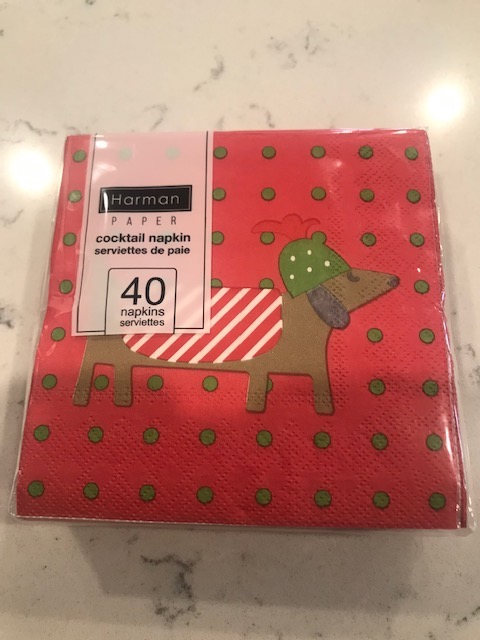 Harman
PAPER
cocktail napkin
serviettes de paie
40
napkins
serviettes